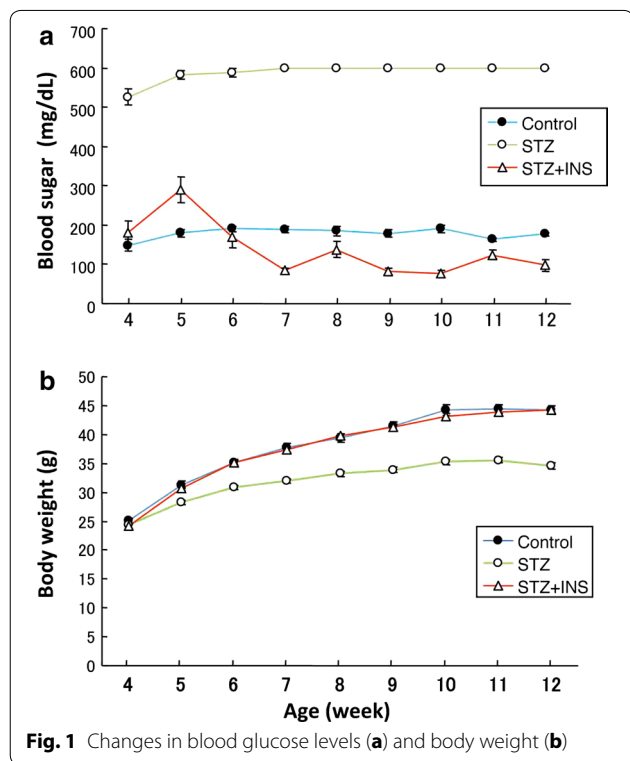 a
Blood sugar (mg/dL)
700
600
500
400
300
200
100
0
4 5 6 7 8 9 10 11 12
Control
STZ
STZ+INS
b
Body weight (g)
50
45
40
35
30
25
20
15
10
5
0
4 5 6 7 8 9 10 11 12
Control
STZ
STZ+INS
Age (week)
Fig. 1 Changes in blood glucose levels (a) and body weight (b)